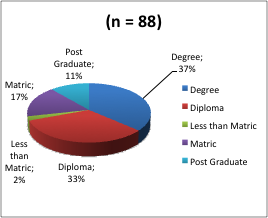 (n = 88)
Post
Graduate;
11%
Degree;
37%
Matric;
17%
Less
than
Matric;
2%
Diploma;
33%
Degree
Diploma
Less than Matric
Matric
Post Graduate